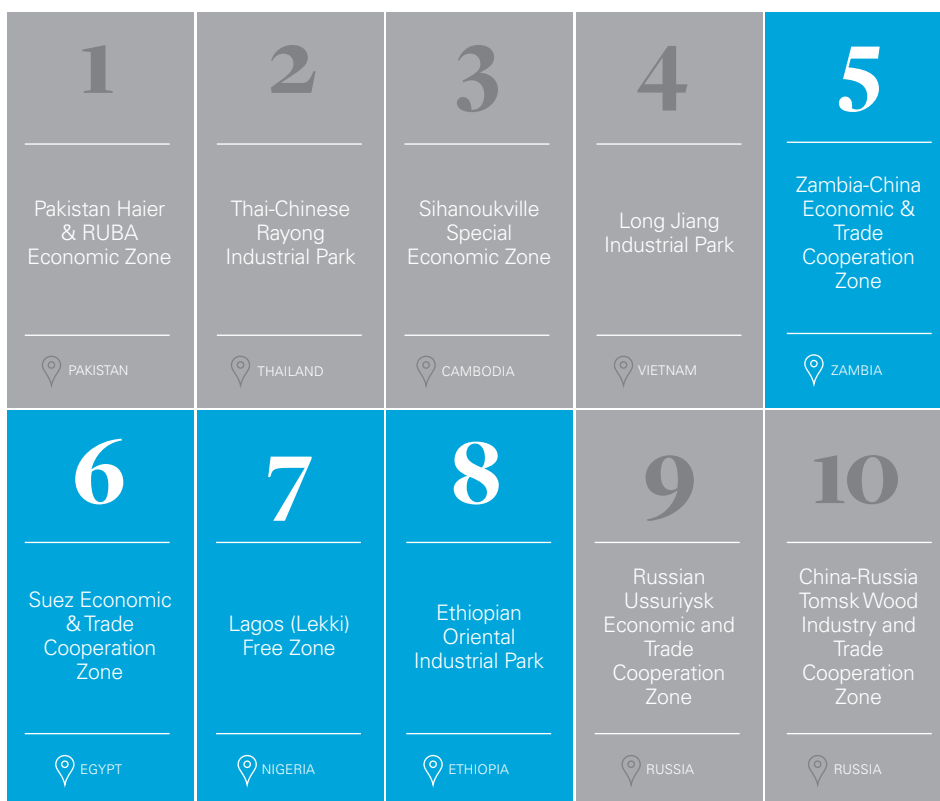 1
Pakistan Haier
& RUBA
Economic Zone
PAKISTAN
2
Thai-Chinese
Rayong
Industrial Park
THAILAND
3
Sihanoukville
Special
Economic Zone
CAMBODIA
4
Long Jiang
Industrial Park
VIETNAM
5
Zambia-China
Economic &
Trade
Cooperation
Zone
ZAMBIA
6
Suez Economic
& Trade
Cooperation
Zone
EGYPT
7
Lagos (Lekki)
Free Zone
NIGERIA
8
Ethiopian
Oriental
Industrial Park
ETHIOPIA
9
Russian
Ussuriysk
Economic and
Trade
Cooperation
Zone
RUSSIA
10
China-Russia
Tomsk Wood
Industry and
Trade
Cooperation
Zone
RUSSIA